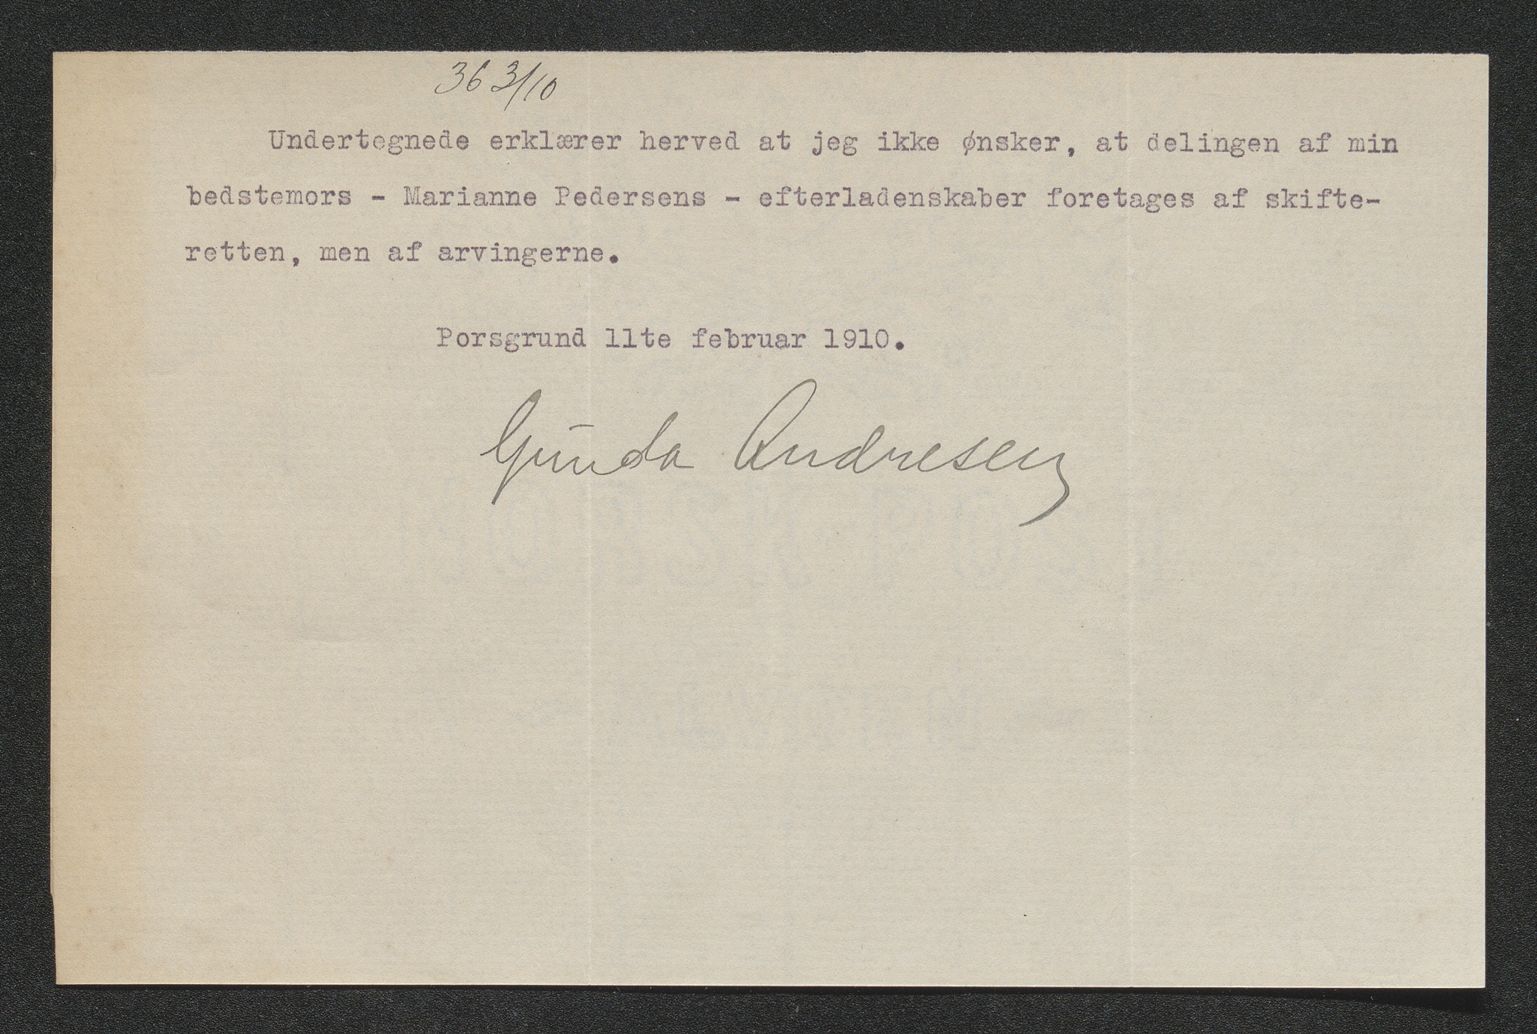 363/10
Undertegnede erklærer herved at jeg ikke ønsker, at delingen af min
bedstemors - Marianne Pedersens - efterladenskaber foretages af skifte-
retten, men af arvingerne.
Porsgrund 11te februar 1910.
Gunda Andresen